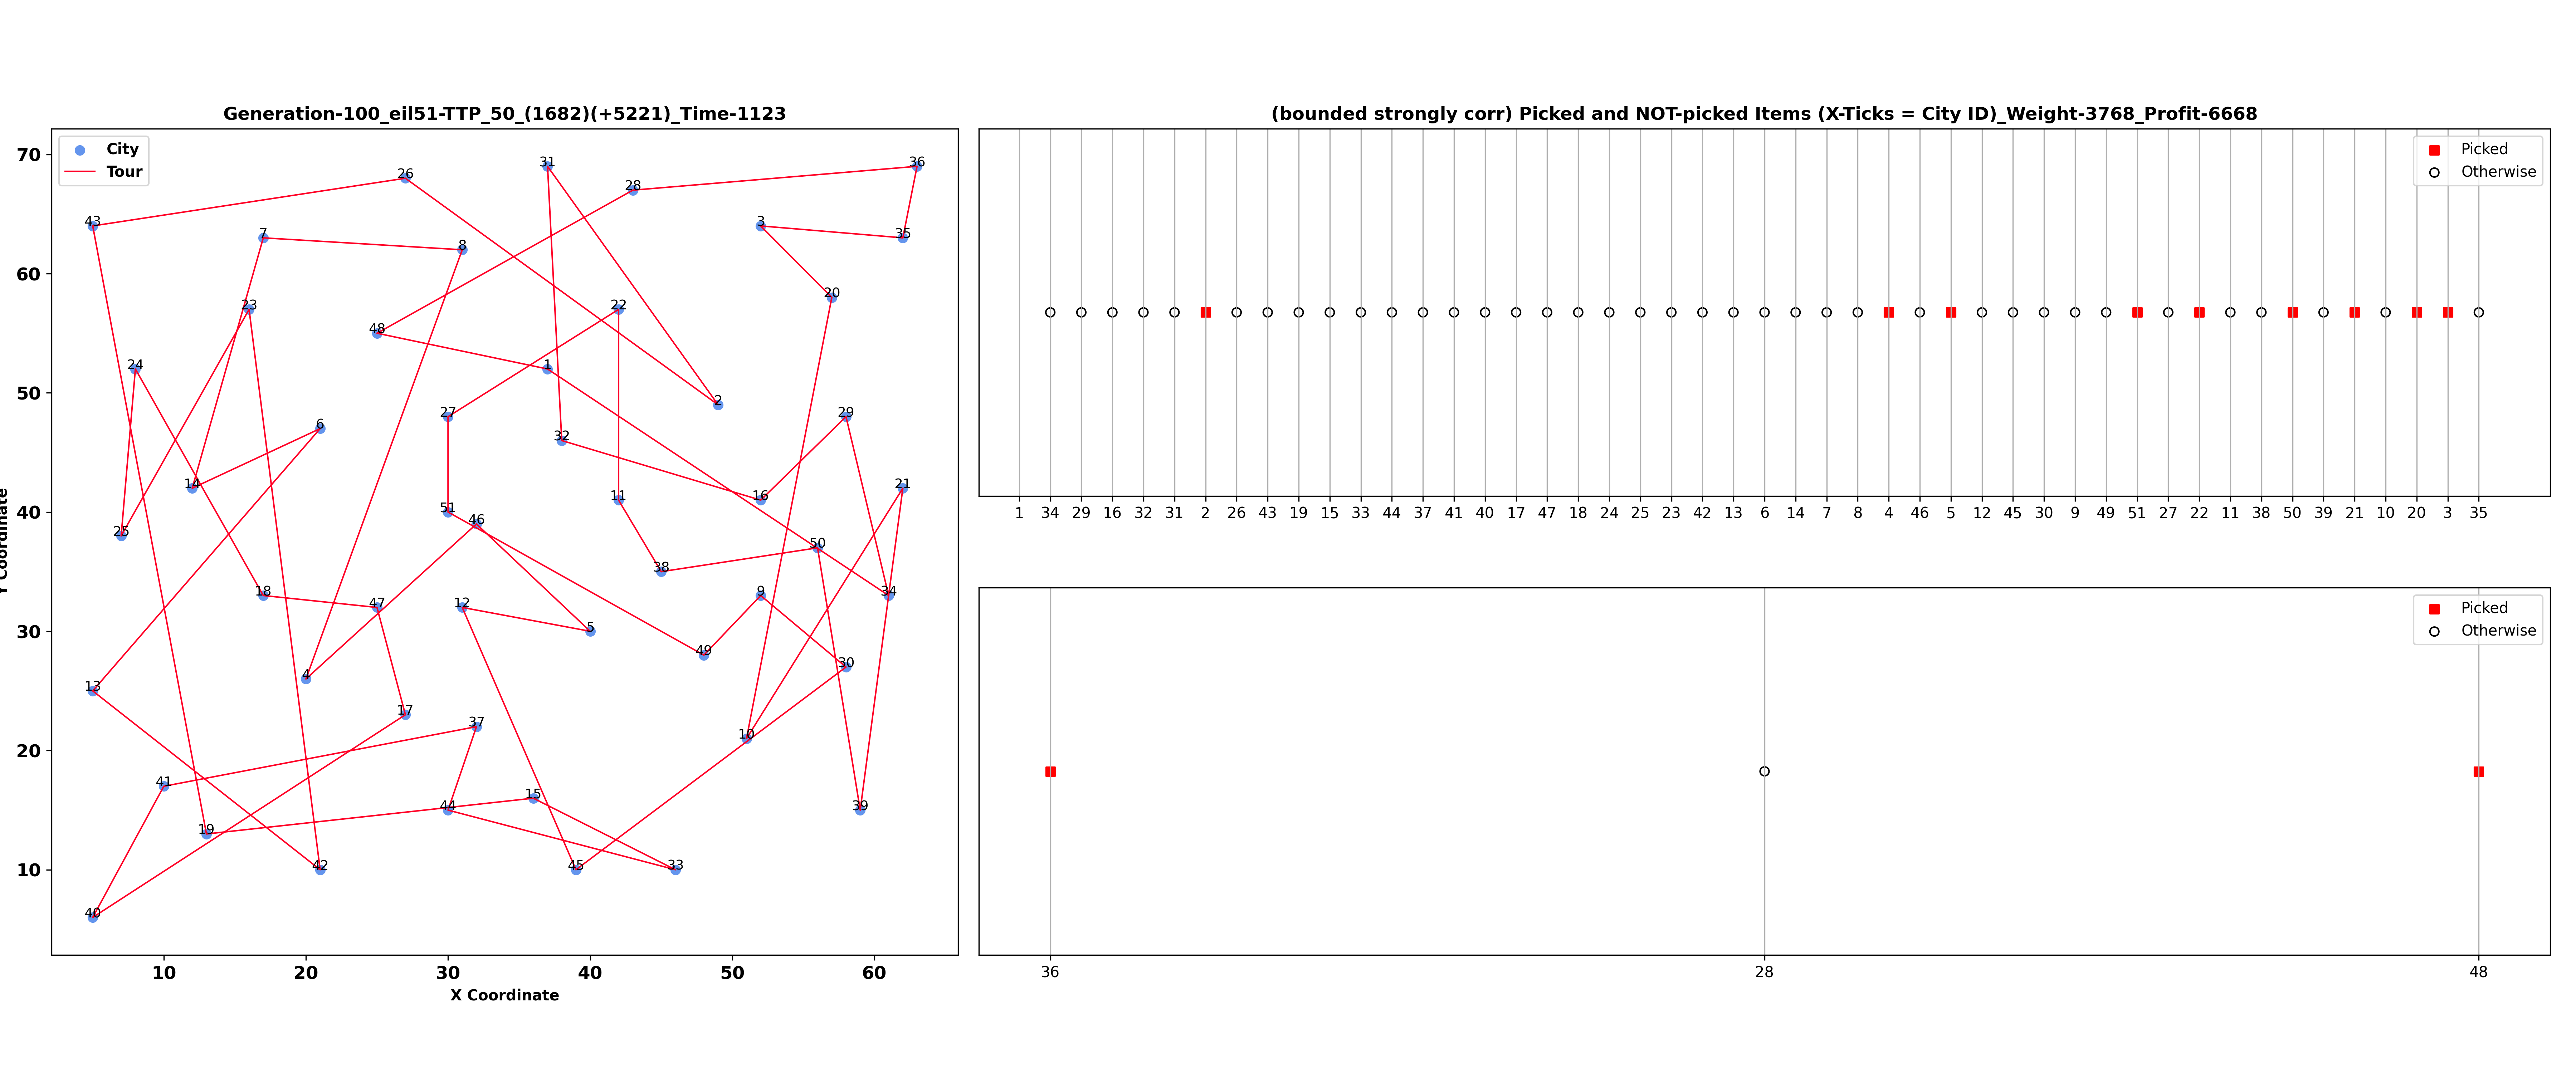 Generation-100_eil51-TTP_50_(1682)(+5221)_Time-1123
City
Tour
70
60
50
40
30
20
10
Y Coordinate
10 20 30 40 50 60
X Coordinate
31 36
26
28
43 3
7 35
8
20
23 22
48
24 1
2
27 29
6
32
14 21
11 16
51
46
25
50
38
18 9 34
47 12
5
49
30
4
13
17
37
10
41
15
44 39
19
42 45 33
40
(bounded strongly corr) Picked and NOT-picked Items (X-Ticks = City ID)_Weight-3768_Profit-6668
Picked
Otherwise
1 34 29 16 32 31 2 26 43 19 15 33 44 37 41 40 17 47 18 24 25 23 42 13 6 14 7 8 4 46 5 12 45 30 9 49 51 27 22 11 38 50 39 21 10 20 3 35
Picked
Otherwise
36 28 48